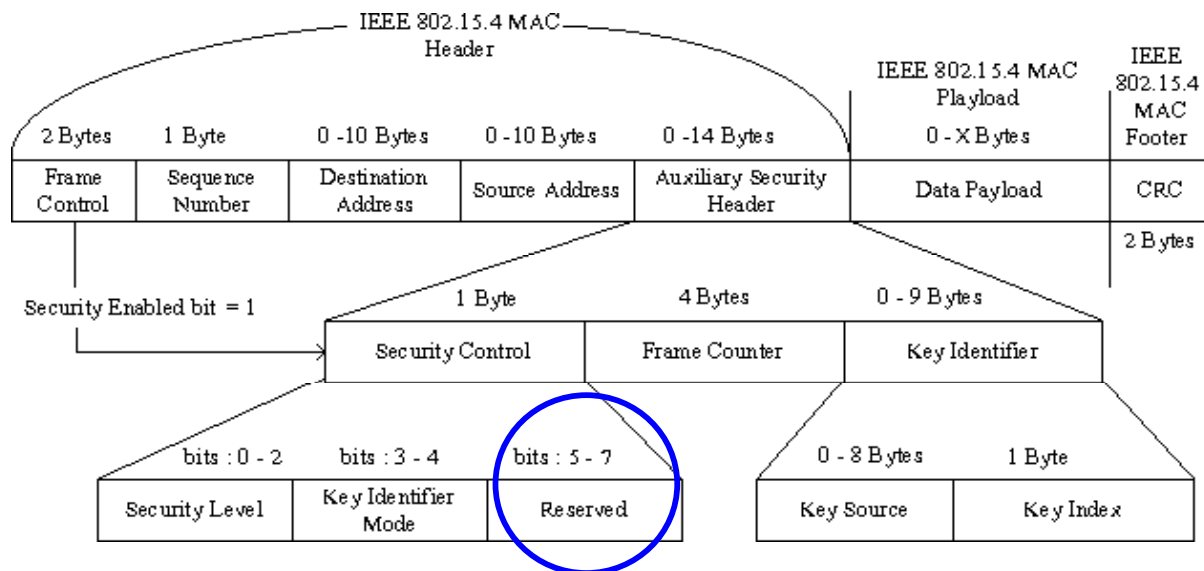 IEEE 802.15.4 MAC
Header
IEEE 802.15.4 MAC
Playload
IEEE
802.15.4
MAC
Footer
2 Bytes
1 Byte
0 -10 Bytes
0 -10 Bytes
0 -14 Bytes
0 - X Bytes
Frame
Control
Sequence
Number
Destination
Address
Source Address
Auxiliary Security
Header
Data Payload
CRC
2 Bytes
Security Enabled bit = 1
1 Byte
4 Bytes
0 - 9 Bytes
Security Control
Frame Counter
Key Identifier
bits : 0 - 2
bits : 3 - 4
bits : 5 - 7
0 - 8 Bytes
1 Byte
Security Level
Key Identifier
Mode
Reserved
Key Source
Key Index